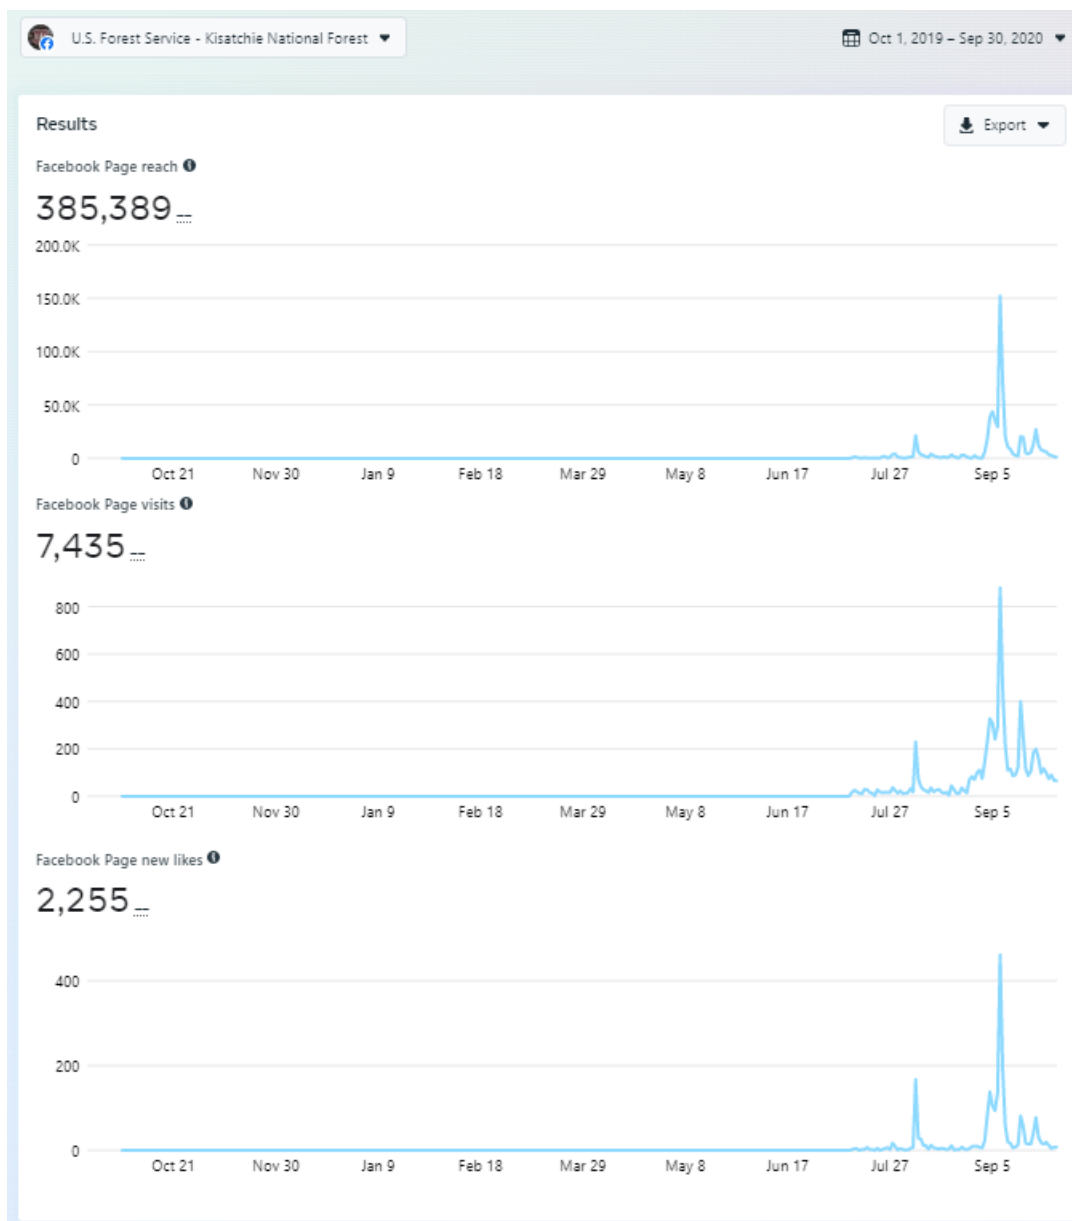 U.S. Forest Service - Kisatchie National Forest
Oct 1, 2019 – Sep 30, 2020
Results
Export
Facebook Page reach
385,389 --
200.0K
150.0K
100.0K
50.0K
0
Oct 21 Nov 30 Jan 9 Feb 18 Mar 29 May 8 Jun 17 Jul 27 Sep 5
Facebook Page visits
7,435 --
800
600
400
200
0
Oct 21 Nov 30 Jan 9 Feb 18 Mar 29 May 8 Jun 17 Jul 27 Sep 5
Facebook Page new likes
2,255 --
400
200
0
Oct 21 Nov 30 Jan 9 Feb 18 Mar 29 May 8 Jun 17 Jul 27 Sep 5